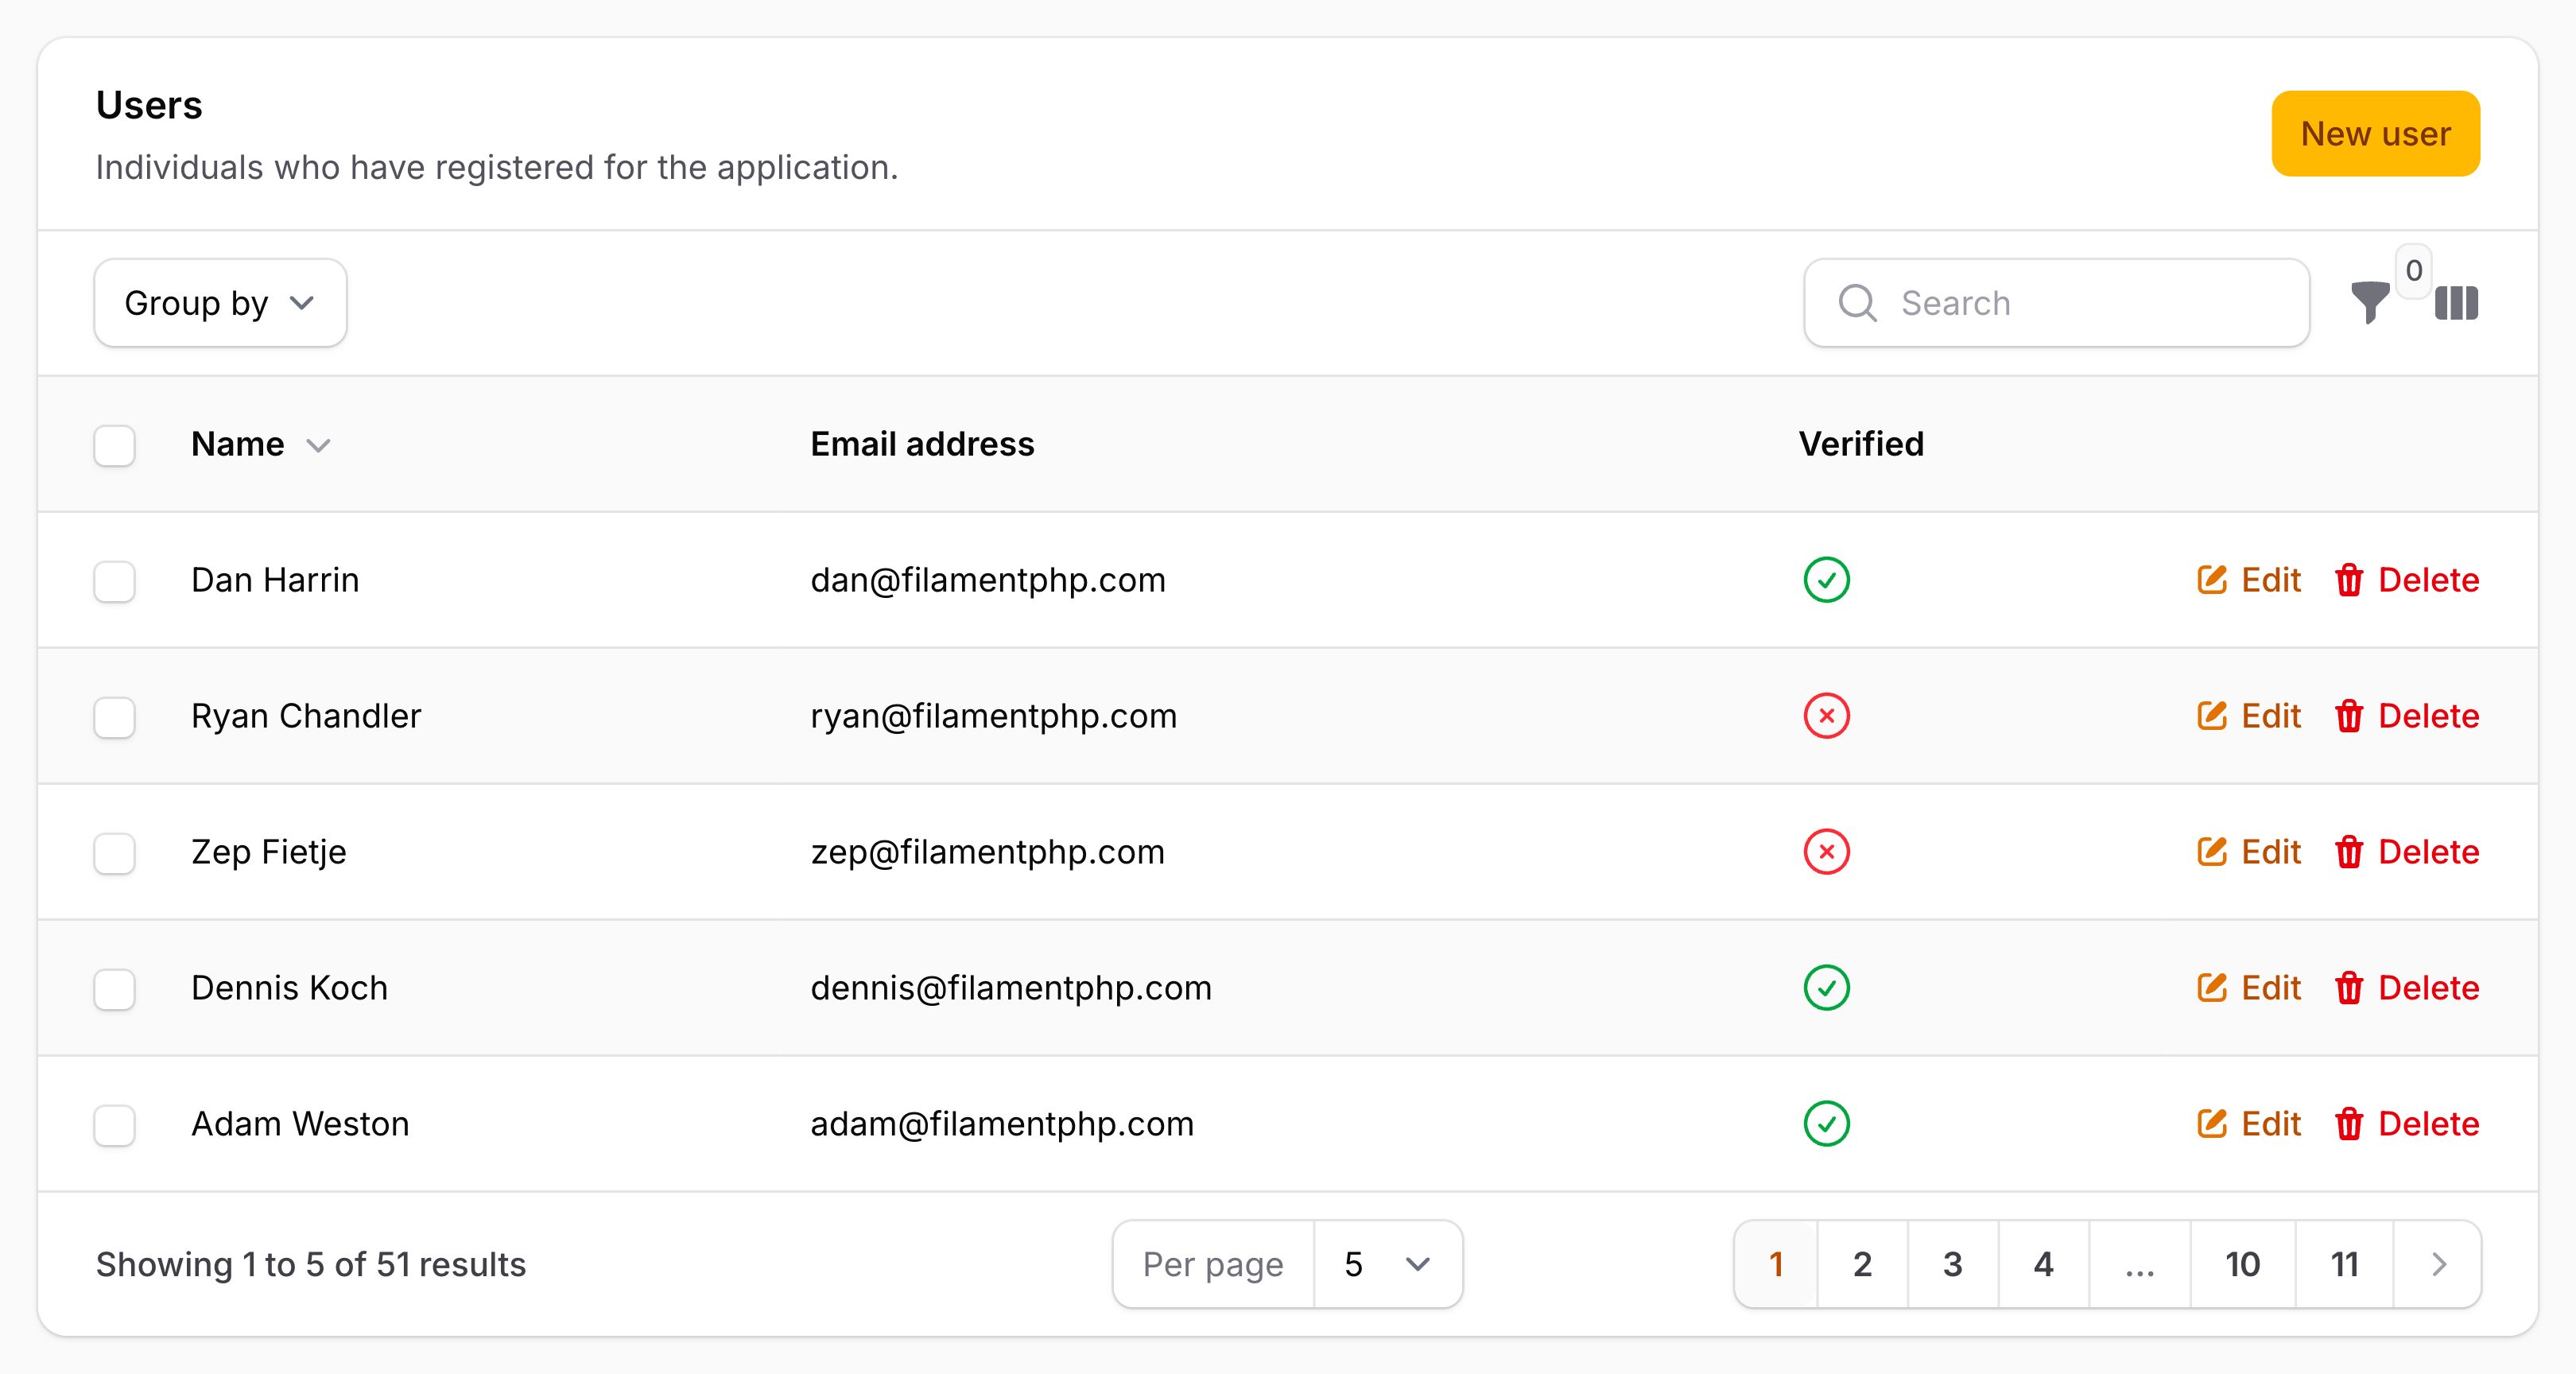 Users
New user
Individuals who have registered for the application.
Group by
Search
0
Name
Email address
Verified
Dan Harrin
dan@filamentphp.com
Edit
Delete
Ryan Chandler
ryan@filamentphp.com
Edit
Delete
Zep Fietje
zep@filamentphp.com
Edit
Delete
Dennis Koch
dennis@filamentphp.com
Edit
Delete
Adam Weston
adam@filamentphp.com
Edit
Delete
Showing 1 to 5 of 51 results
Per page
5
1
2
3
4
...
10
11